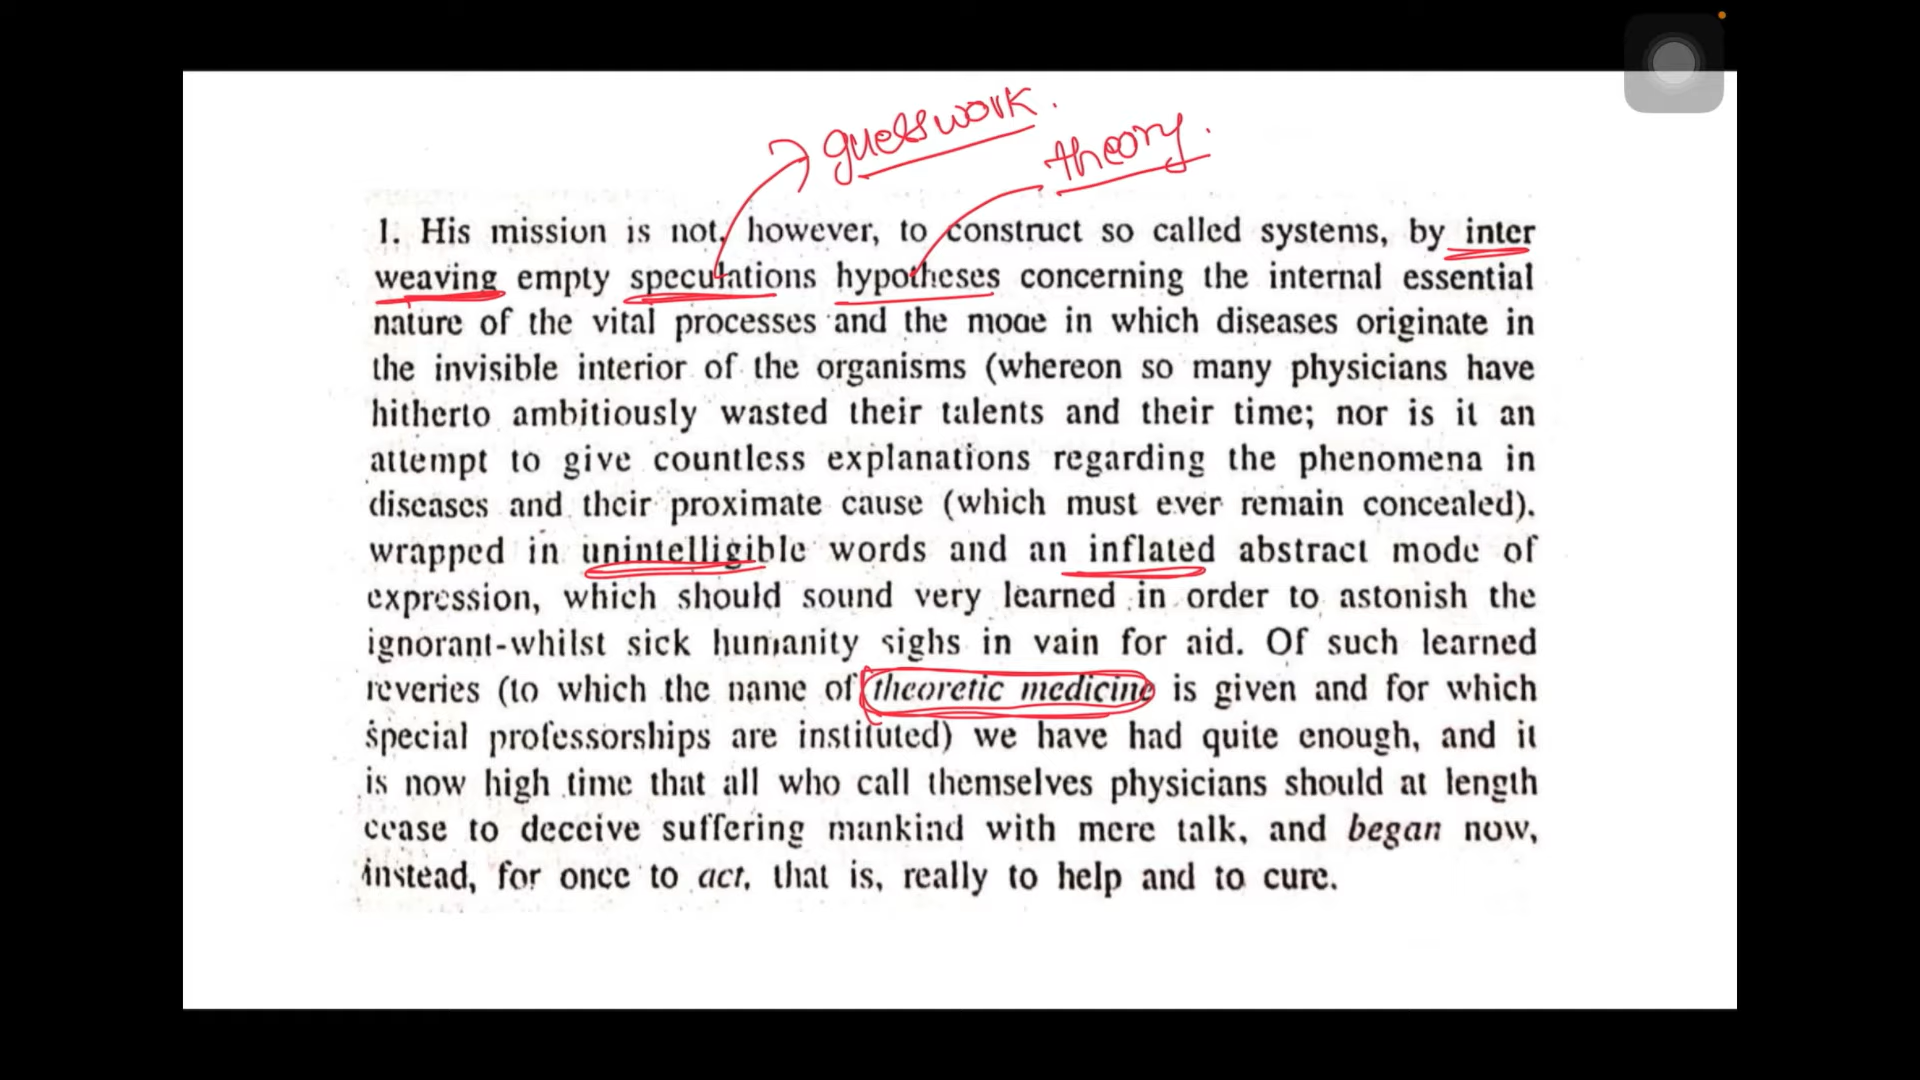 guesswork.
theory.
1. His mission is not, however, to construct so called systems, by inter
weaving empty speculations hypotheses concerning the internal essential
nature of the vital processes and the mode in which diseases originate in
the invisible interior of the organisms (whereon so many physicians have
hitherto ambitiously wasted their talents and their time; nor is it an
attempt to give countless explanations regarding the phenomena in
diseases and their proximate cause (which must ever remain concealed).
wrapped in unintelligible words and an inflated abstract mode of
expression, which should sound very learned in order to astonish the
ignorant-whilst sick humanity sighs in vain for aid. Of such learned
reveries (to which the name of theoretic medicine is given and for which
special professorships are instituted) we have had quite enough, and it
is now high time that all who call themselves physicians should at length
cease to deceive suffering mankind with mere talk, and began now,
instead, for once to act, that is, really to help and to cure.